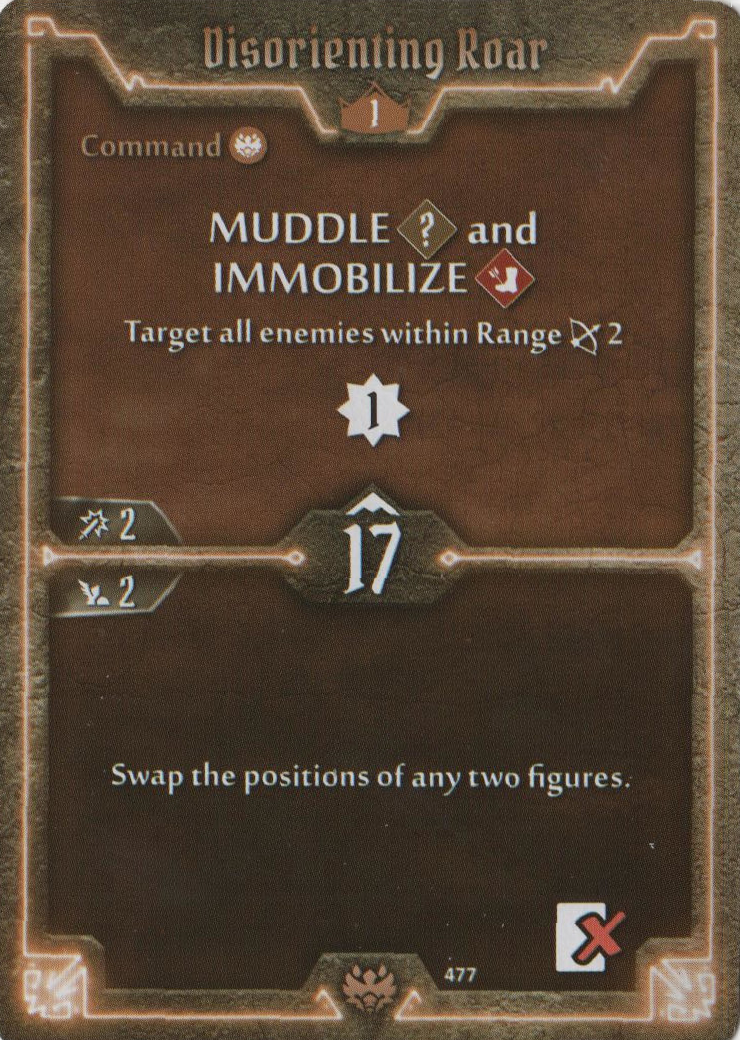 Disorienting Roar
1
Command
MUDDLE ? and
IMMOBILIZE
Target all enemies within Range 2
1
2
17
2
Swap the positions of any two figures.
477